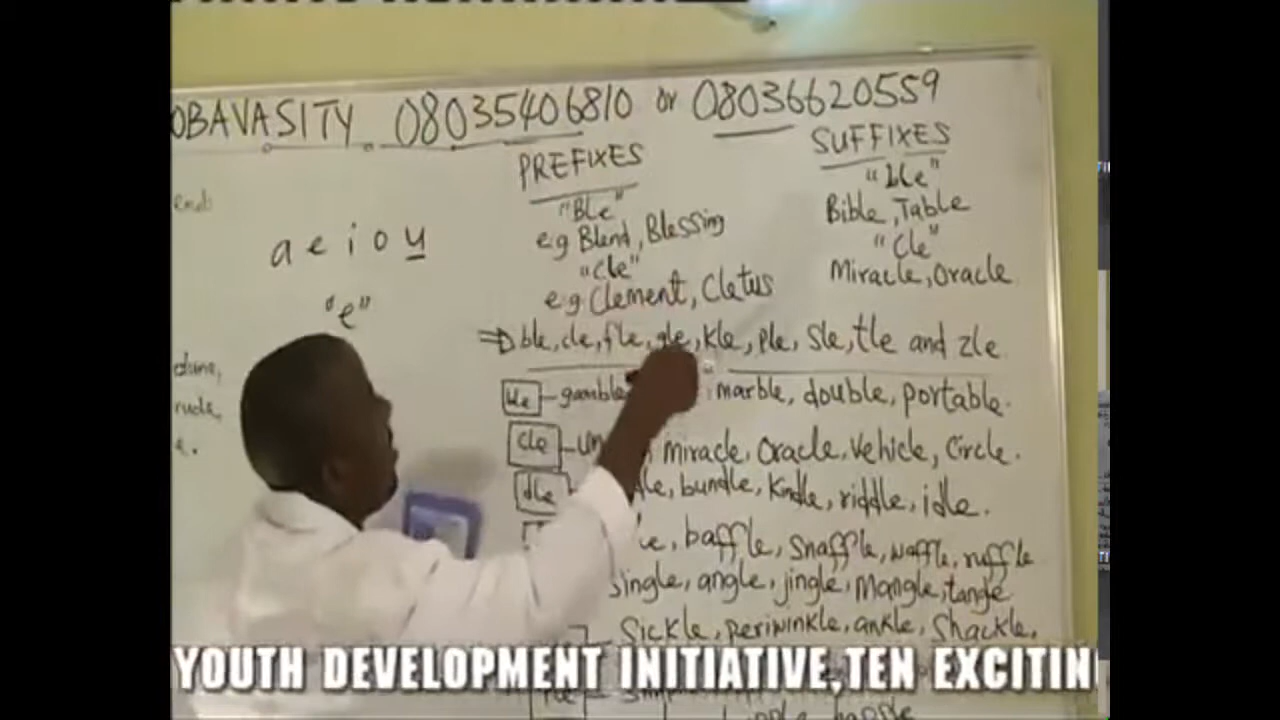 OBAVASITY 08035406810 or 08036620559
PREFIXES
"Ble"
e.g Blend, Blessing
"Cle"
e.g Clement, Cletus
SUFFIXES
"ble"
Bible, Table
"Cle"
Miracle, Oracle
a e i o u
"e"
⇒ ble, cle, fle, gle, kle, ple, Sle, tle and zle
ble - gamble marble, double, portable.
cle - miracle, Oracle, Vehicle, Circle.
dle bundle, Kindle, riddle, idle.
baffle, snaffle, waffle, ruffle
Single, angle, jingle, Mangle, tangle
Sickle, periwinkle, ankle, Shackle,
YOUTH DEVELOPMENT INITIATIVE,TEN EXCITIN